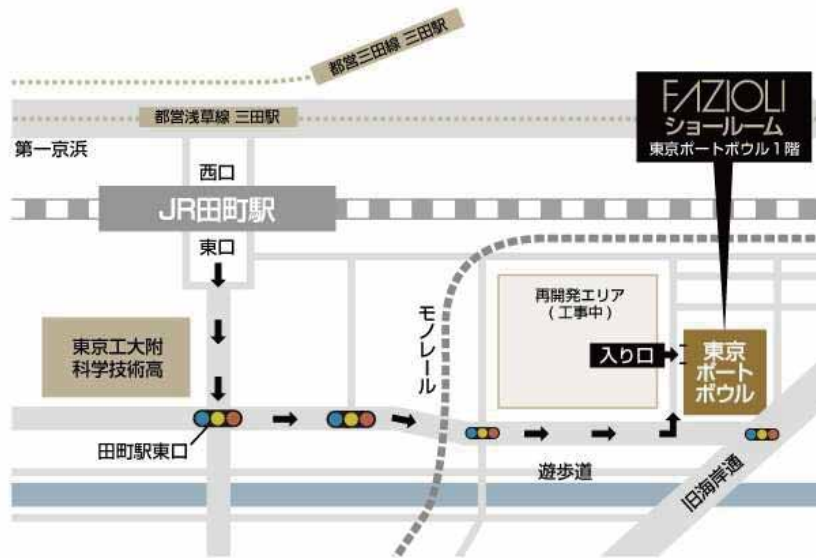 都営三田線 三田駅
都営浅草線 三田駅
第一京浜
FAZIOLI
ショールーム
東京ポートボウル1階
西口
JR田町駅
東口
モノレール
再開発エリア
(工事中)
東京工大附
科学技術高
入り口
東京
ポート
ボウル
田町駅東口
遊歩道
旧海岸通